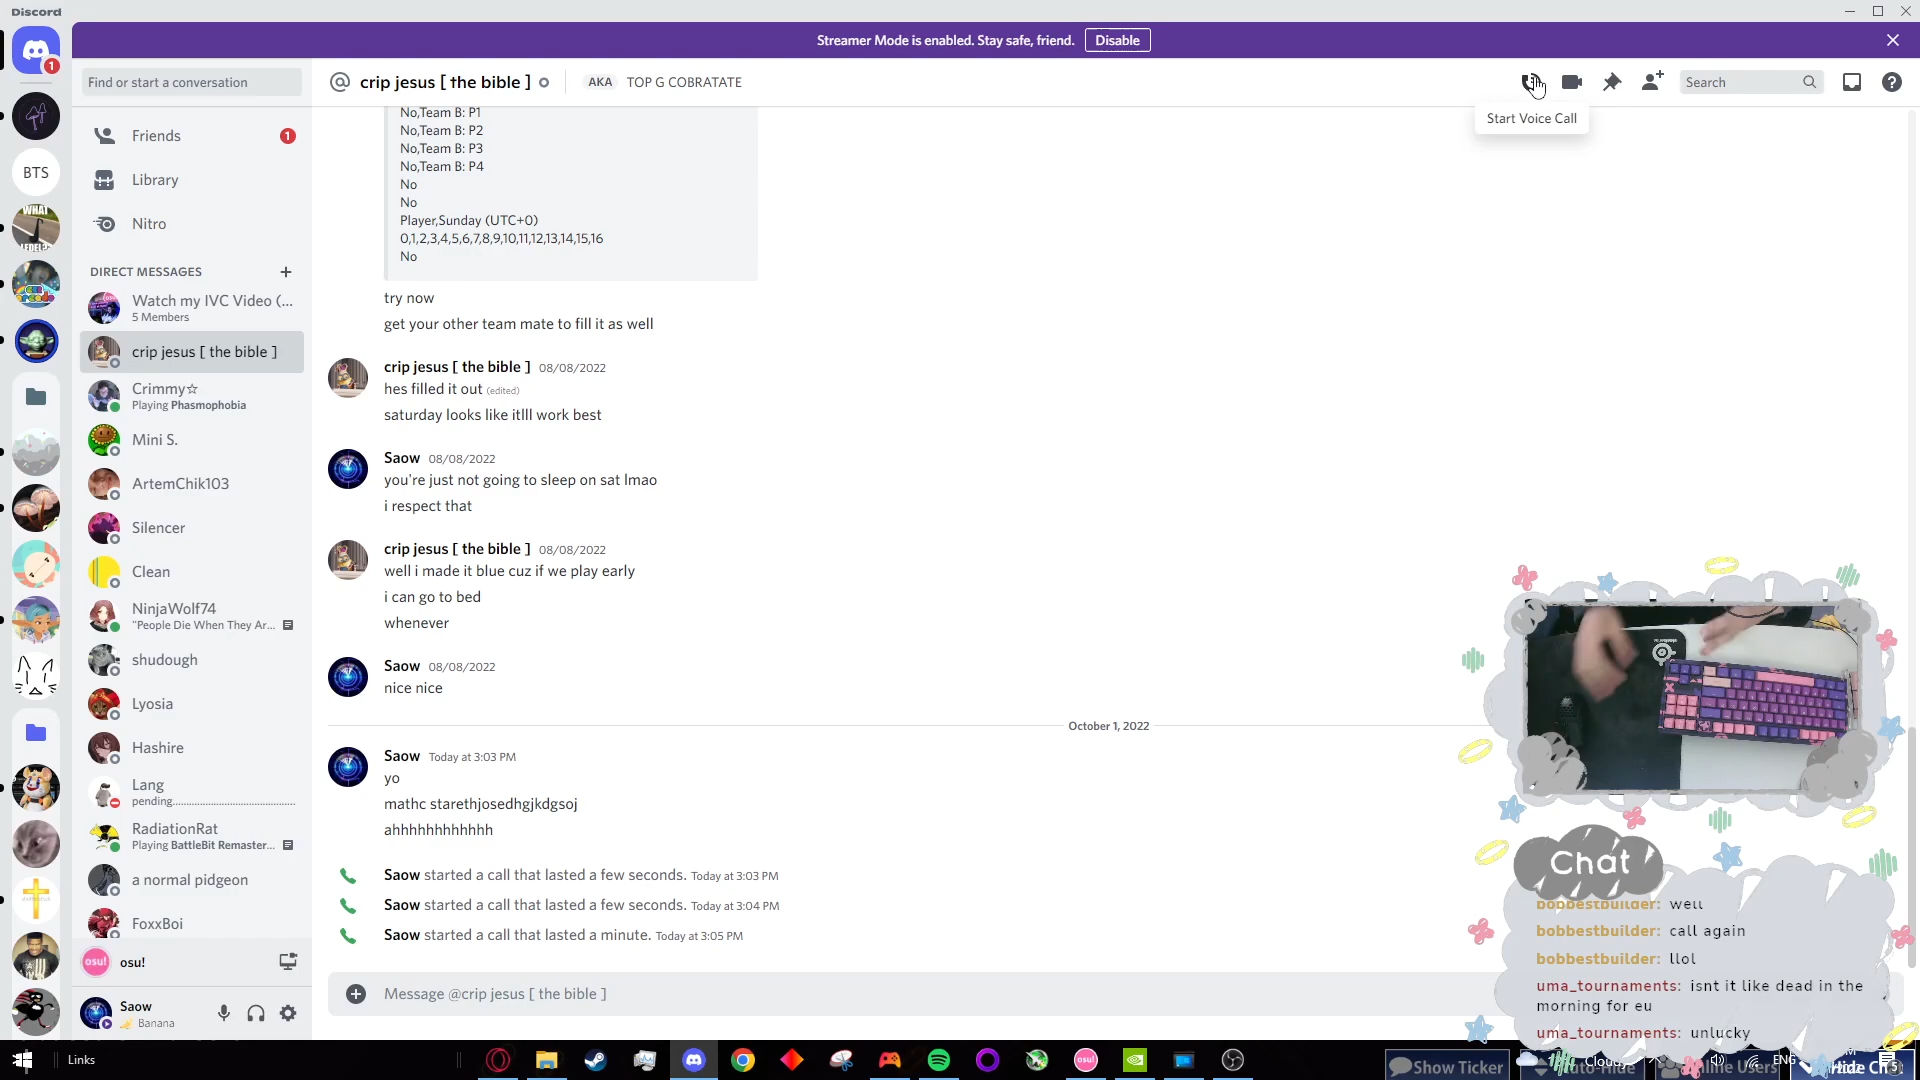 Discord
Streamer Mode is enabled. Stay safe, friend.
Disable
Find or start a conversation
crip jesus [ the bible ]
AKA TOP G COBRATATE
Search
Start Voice Call
1
BTS
WHAT
Friends
1
Library
Nitro
DIRECT MESSAGES
Watch my IVC Video (...
5 Members
crip jesus [ the bible ]
Crimmy☆
Playing Phasmophobia
Mini S.
ArtemChik103
Silencer
Clean
NinjaWolf74
"People Die When They Ar...
shudough
Lyosia
Hashire
Lang
pending...............................................
RadiationRat
Playing BattleBit Remaster...
a normal pidgeon
FoxxBoi
osu!
osu!
Saow
Banana
No,Team B: P1
No,Team B: P2
No,Team B: P3
No,Team B: P4
No
No
Player,Sunday (UTC+0)
0,1,2,3,4,5,6,7,8,9,10,11,12,13,14,15,16
No
try now
get your other team mate to fill it as well
crip jesus [ the bible ] 08/08/2022
hes filled it out (edited)
saturday looks like itlll work best
Saow 08/08/2022
you're just not going to sleep on sat lmao
i respect that
crip jesus [ the bible ] 08/08/2022
well i made it blue cuz if we play early
i can go to bed
whenever
Saow 08/08/2022
nice nice
October 1, 2022
Saow Today at 3:03 PM
yo
mathc starethjosedhgjkdgsoj
ahhhhhhhhhhhh
Saow started a call that lasted a few seconds. Today at 3:03 PM
Saow started a call that lasted a few seconds. Today at 3:04 PM
Saow started a call that lasted a minute. Today at 3:05 PM
Message @crip jesus [ the bible ]
Chat
bobbestbuilder: well
bobbestbuilder: call again
bobbestbuilder: llol
uma_tournaments: isnt it like dead in the
morning for eu
uma_tournaments: unlucky
Links
osu!
Show Ticker
Auto-Hide
ENG
Users